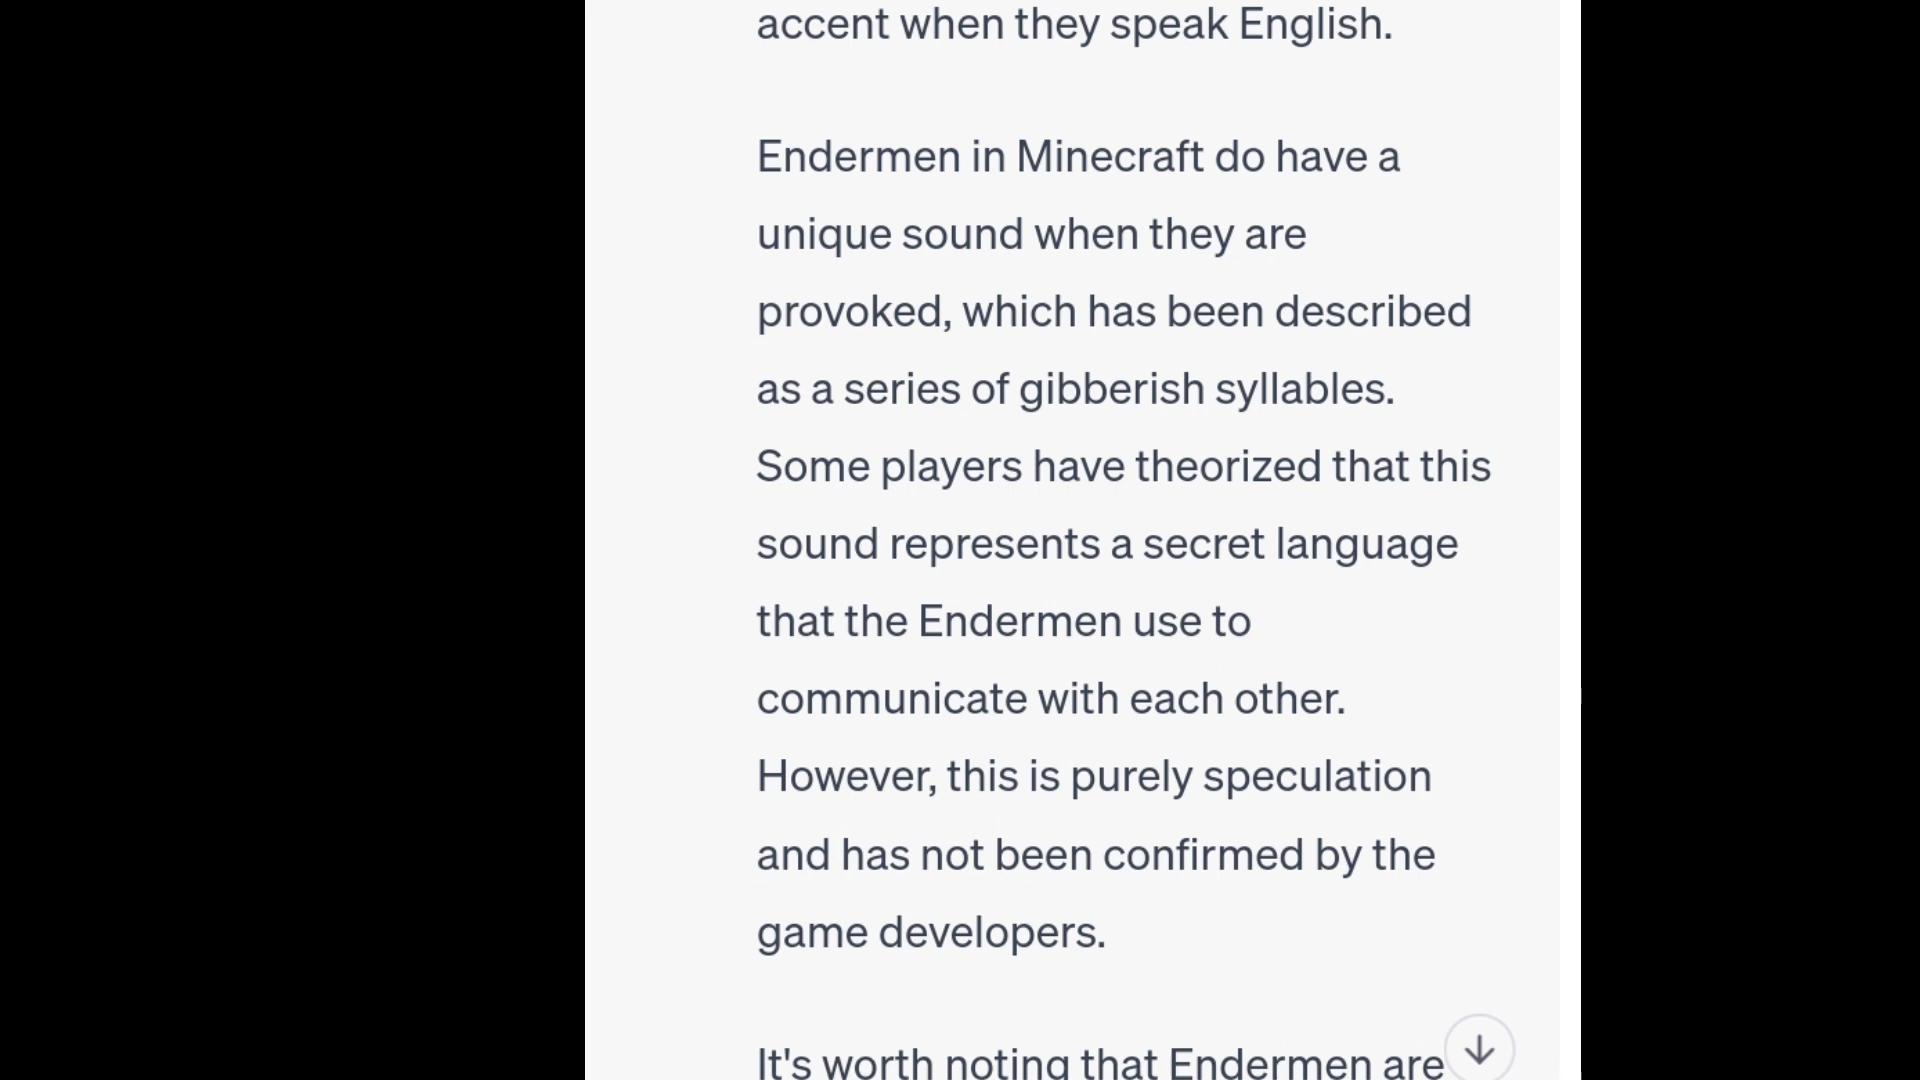 accent when they speak English.
Endermen in Minecraft do have a
unique sound when they are
provoked, which has been described
as a series of gibberish syllables.
Some players have theorized that this
sound represents a secret language
that the Endermen use to
communicate with each other.
However, this is purely speculation
and has not been confirmed by the
game developers.
It's worth noting that Endermen are